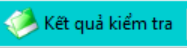 Kết quả kiểm tra